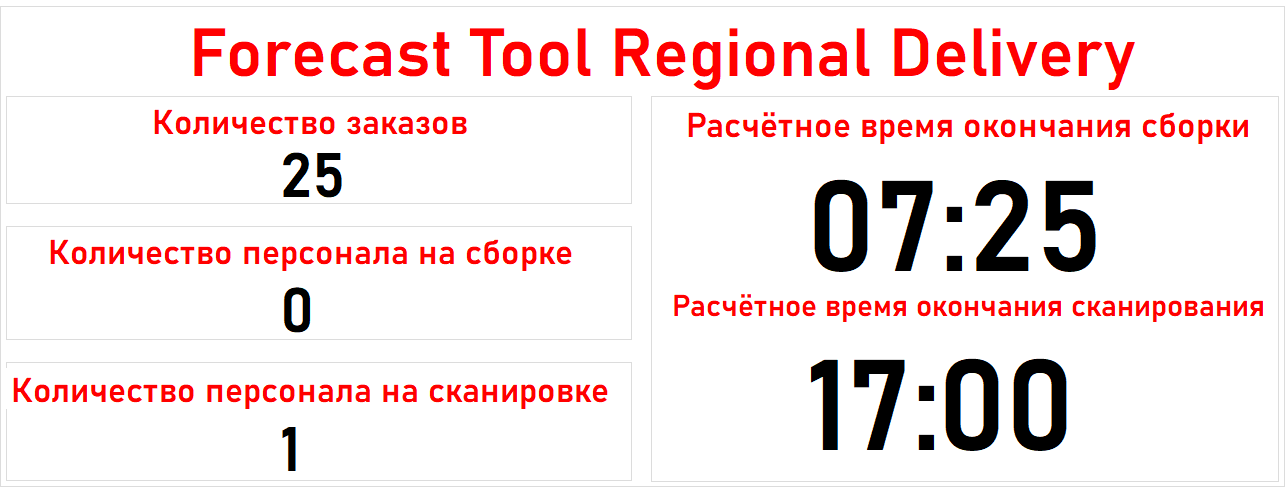 Forecast Tool Regional Delivery
Количество заказов
25
Количество персонала на сборке
0
Количество персонала на сканировке
1
Расчётное время окончания сборки
07:25
Расчётное время окончания сканирования
17:00